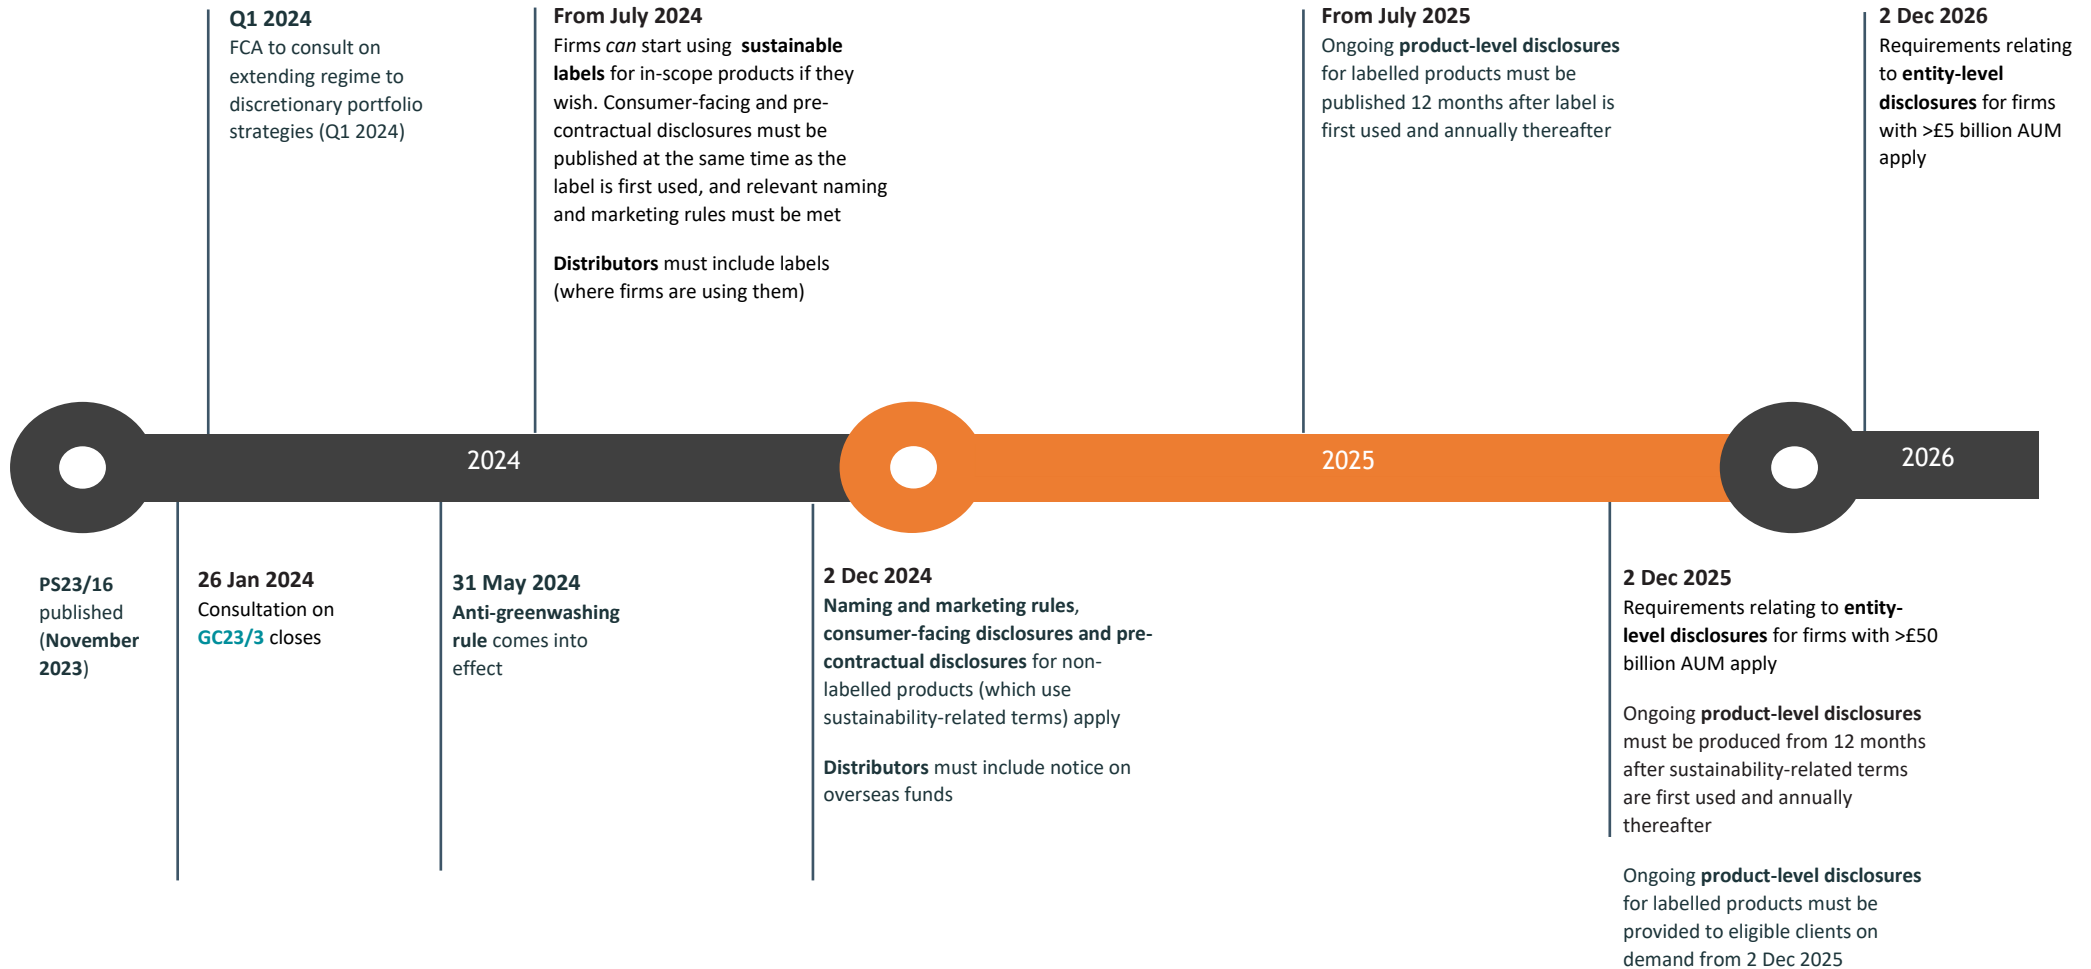 Q1 2024
FCA to consult on
extending regime to
discretionary portfolio
strategies (Q1 2024)
From July 2024
Firms can start using sustainable
labels for in-scope products if they
wish. Consumer-facing and pre-
contractual disclosures must be
published at the same time as the
label is first used, and relevant naming
and marketing rules must be met
Distributors must include labels
(where firms are using them)
From July 2025
Ongoing product-level disclosures
for labelled products must be
published 12 months after label is
first used and annually thereafter
2 Dec 2026
Requirements relating
to entity-level
disclosures for firms
with >£5 billion AUM
apply
2024
2025
2026
PS23/16
published
(November
2023)
26 Jan 2024
Consultation on
GC23/3 closes
31 May 2024
Anti-greenwashing
rule comes into
effect
2 Dec 2024
Naming and marketing rules,
consumer-facing disclosures and pre-
contractual disclosures for non-
labelled products (which use
sustainability-related terms) apply
Distributors must include notice on
overseas funds
2 Dec 2025
Requirements relating to entity-
level disclosures for firms with >£50
billion AUM apply
Ongoing product-level disclosures
must be produced from 12 months
after sustainability-related terms
are first used and annually
thereafter
Ongoing product-level disclosures
for labelled products must be
provided to eligible clients on
demand from 2 Dec 2025